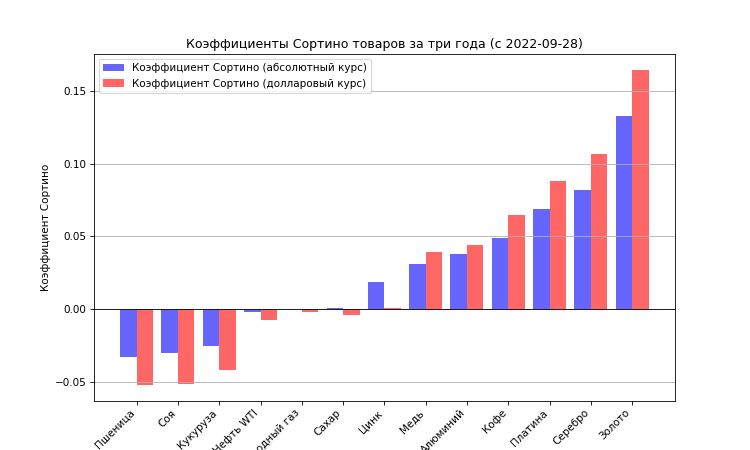 Коэффициенты Сортино товаров за три года (с 2022-09-28)
Коэффициент Сортино (абсолютный курс)
Коэффициент Сортино (долларовый курс)
Коэффициент Сортино
0.15
0.10
0.05
0.00
−0.05
Пшеница
Соя
Кукуруза
Нефть WTI
газ
Сахар
Цинк
Медь
Алюминий
Кофе
Платина
Серебро
Золото